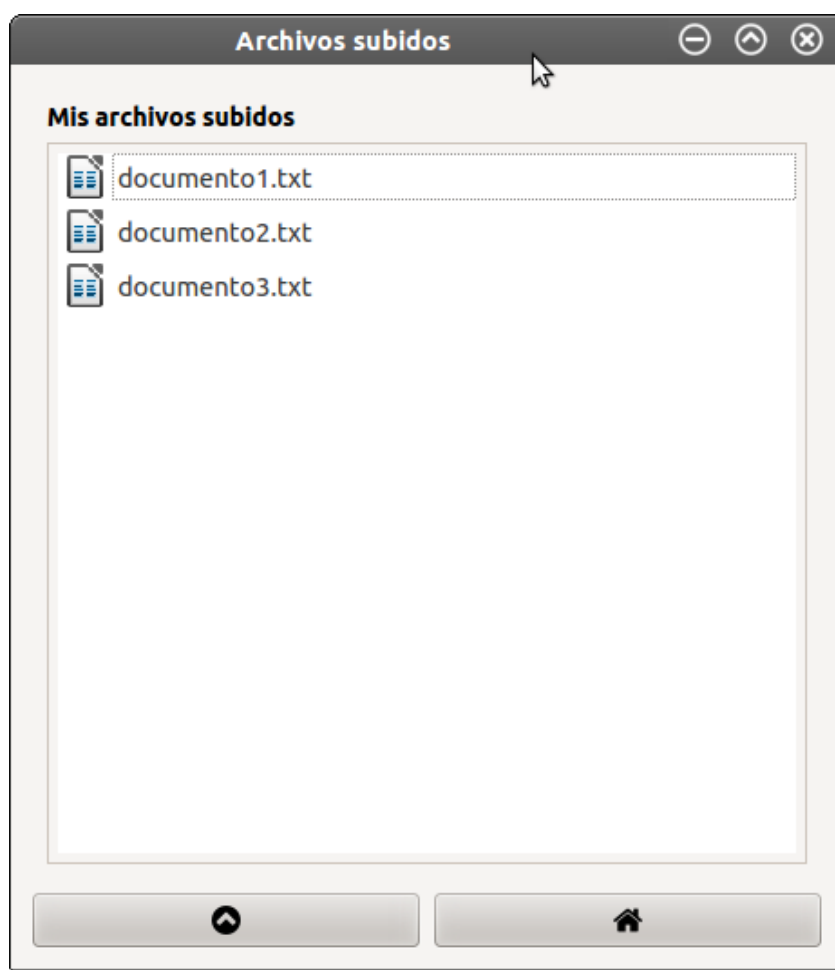 Archivos subidos
Mis archivos subidos
documento1.txt
documento2.txt
documento3.txt